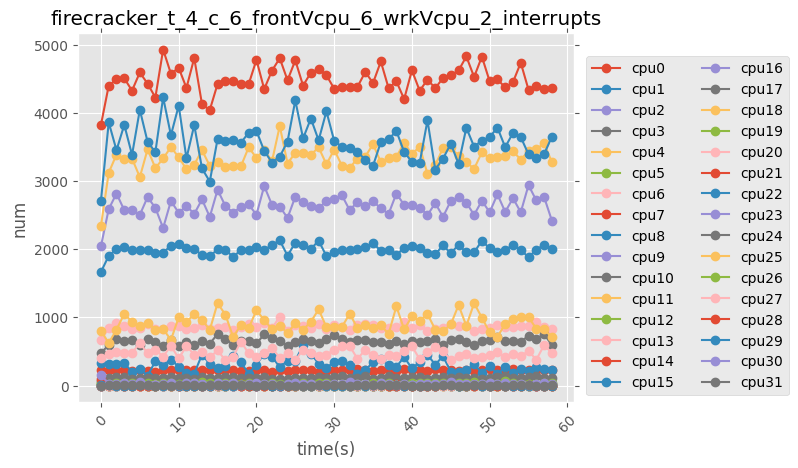 firecracker_t_4_c_6_frontVcpu_6_wrkVcpu_2_interrupts
5000
4000
3000
2000
1000
0
num
0
10
20
30
40
50
60
time(s)
cpu0
cpu1
cpu2
cpu3
cpu4
cpu5
cpu6
cpu7
cpu8
cpu9
cpu10
cpu11
cpu12
cpu13
cpu14
cpu15
cpu16
cpu17
cpu18
cpu19
cpu20
cpu21
cpu22
cpu23
cpu24
cpu25
cpu26
cpu27
cpu28
cpu29
cpu30
cpu31